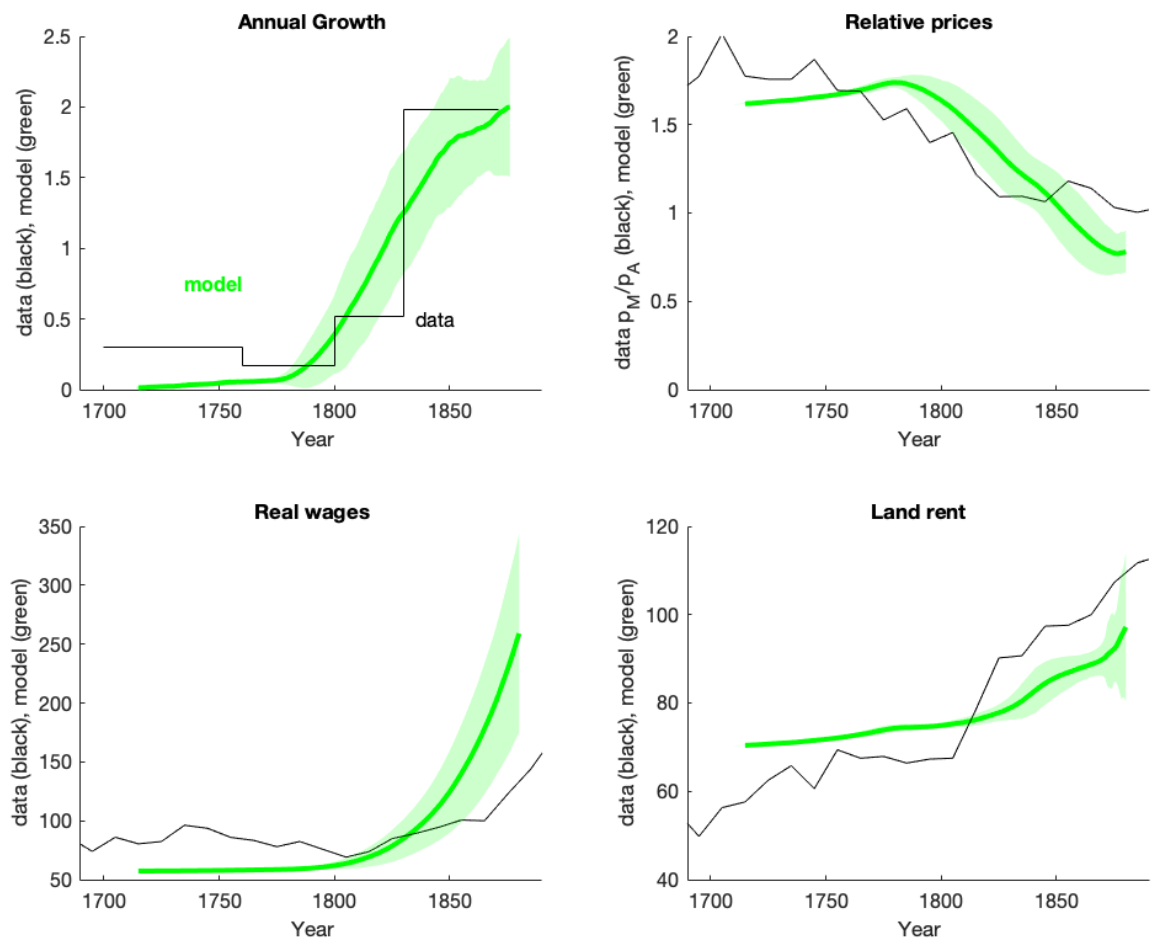 Annual Growth
2.5
2
1.5
1
0.5
0
data (black), model (green)
model
data
1700
1750
1800
1850
Year
Relative prices
2
1.5
1
0.5
0
data p_M/p_A (black), model (green)
1700
1750
1800
1850
Year
Real wages
350
300
250
200
150
100
50
data (black), model (green)
1700
1750
1800
1850
Year
Land rent
120
100
80
60
40
data (black), model (green)
1700
1750
1800
1850
Year